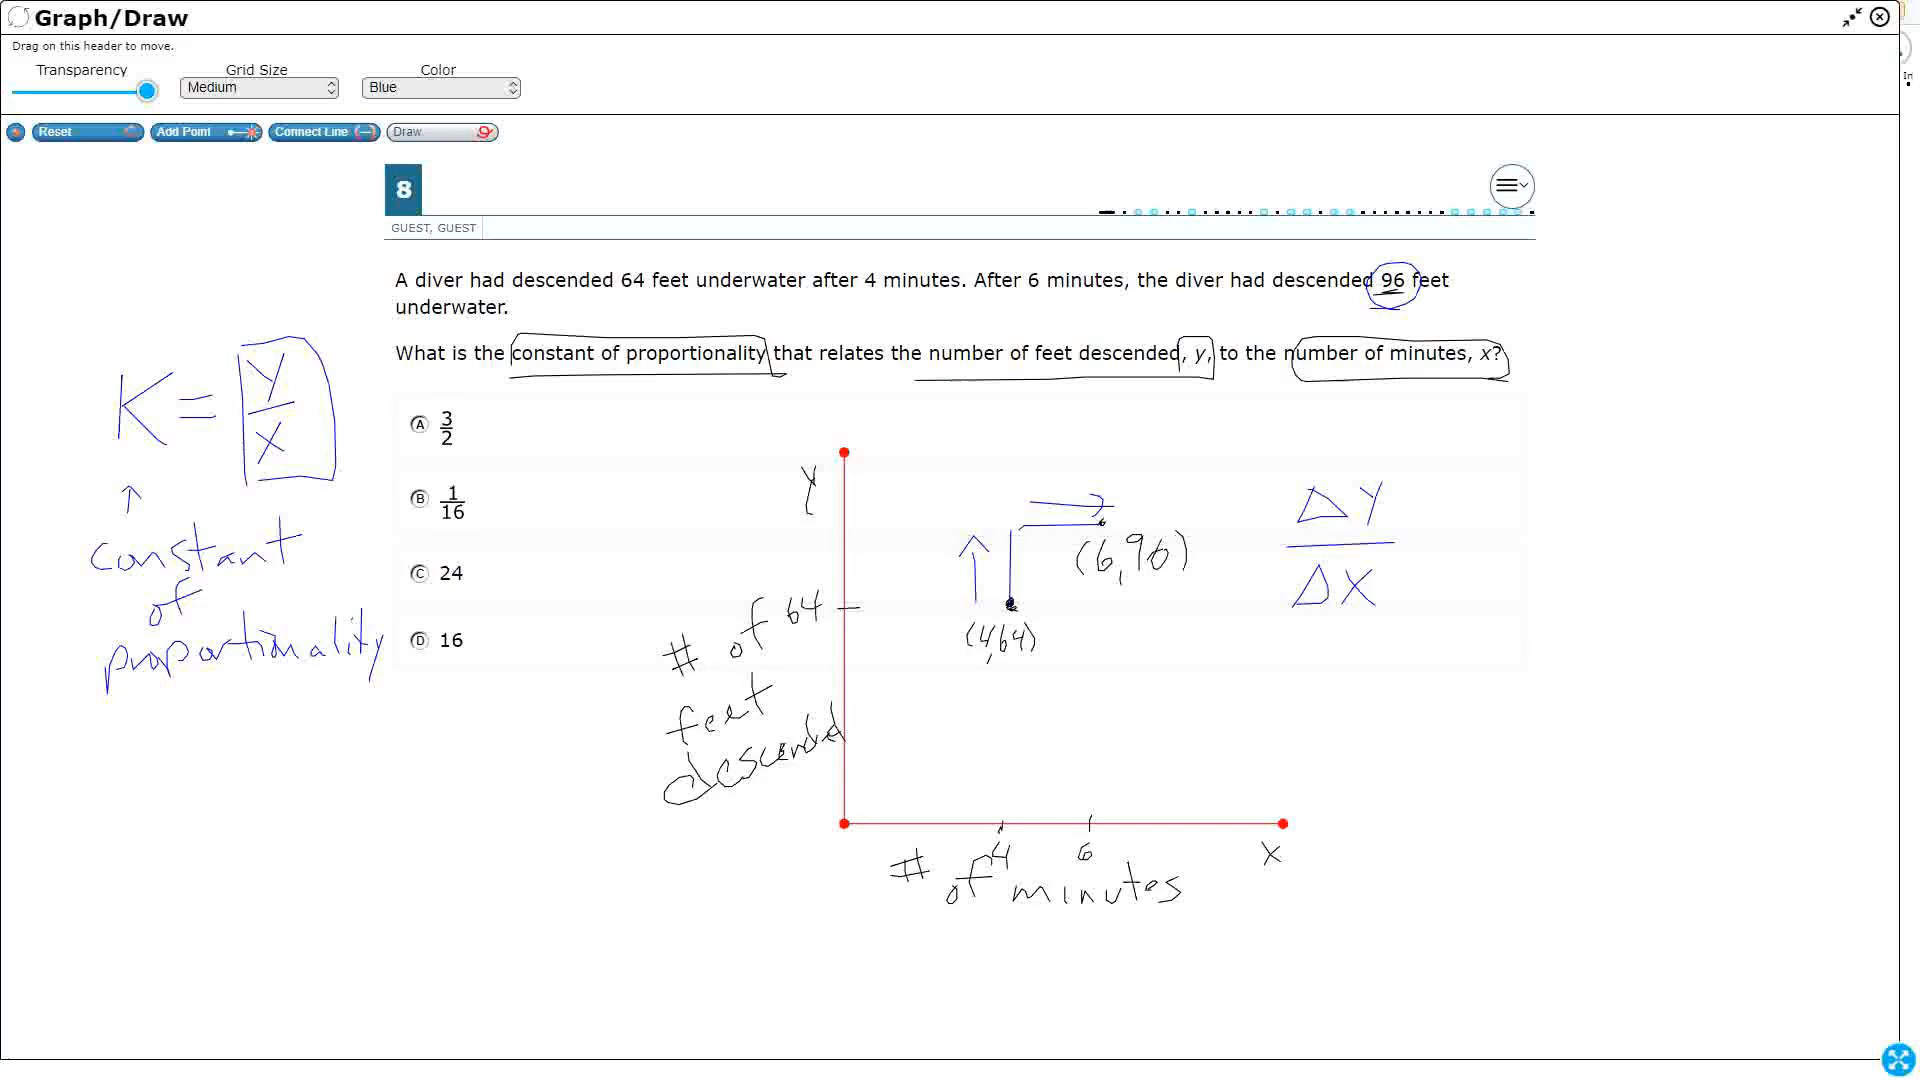 Graph/Draw
Drag on this header to move.
Transparency
Grid Size
Color
Medium
Blue
Reset
Add Point
Connect Line
Draw
8
GUEST, GUEST
A diver had descended 64 feet underwater after 4 minutes. After 6 minutes, the diver had descended 96 feet
underwater.
What is the constant of proportionality that relates the number of feet descended, y, to the number of minutes, x?
A 3/2
B 1/16
C 24
D 16
K = Y/X
↑
constant
of
proportionality
Y
# of
feet
descended
64
(4,64)
(6,96)
ΔY
ΔX
4
6
X
# of minutes
In